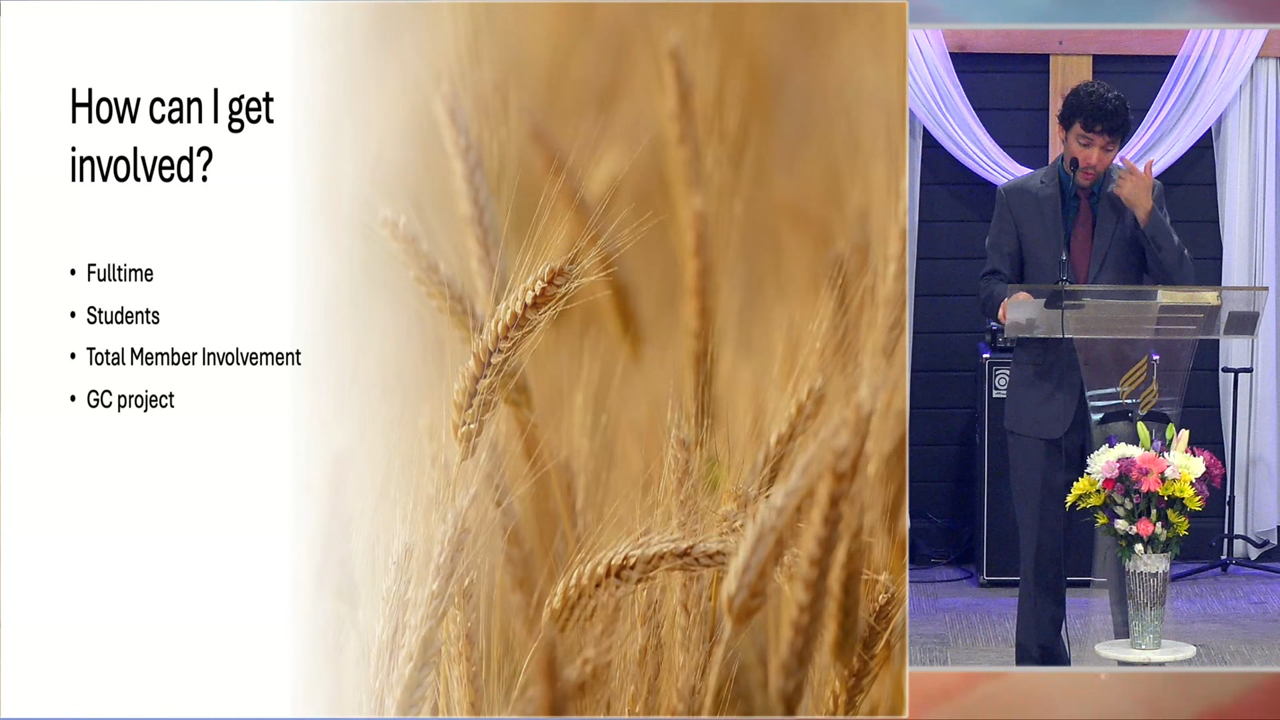 How can I get
involved?
• Fulltime
• Students
• Total Member Involvement
• GC project